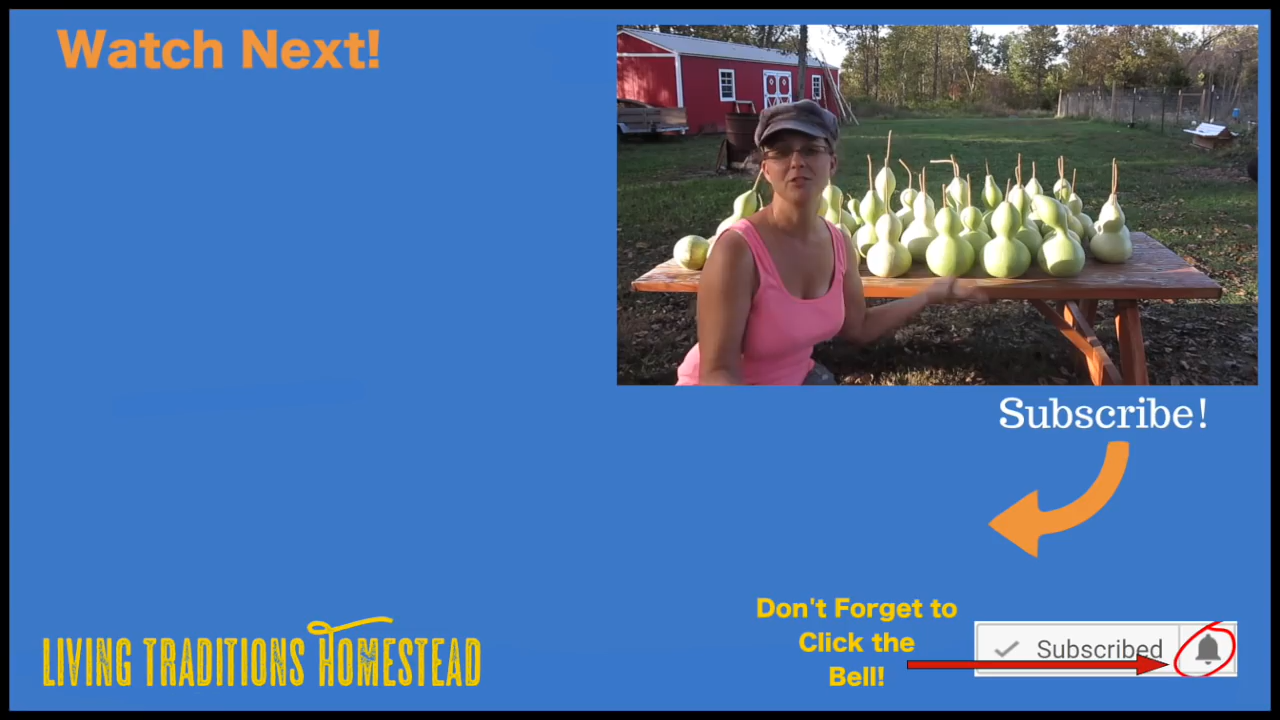 Watch Next!
Subscribe!
Don't Forget to
Click the
Bell!
Subscribed
LIVING TRADITIONS HOMESTEAD